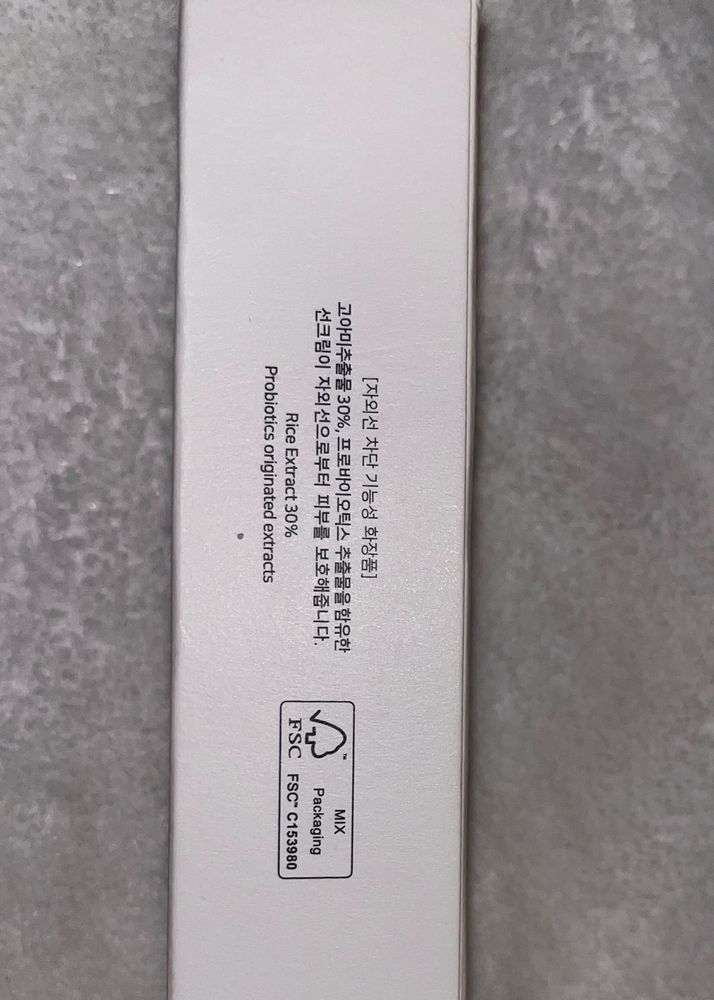 [자외선 차단 기능성 화장품]
고아미추출물 30%, 프로바이오틱스 추출물을함유한
선크림이 자외선으로부터 피부를 보호해줍니다.
Rice Extract 30%
Probiotics originated extracts
FSC
MIX
Packaging
FSC™ C153980